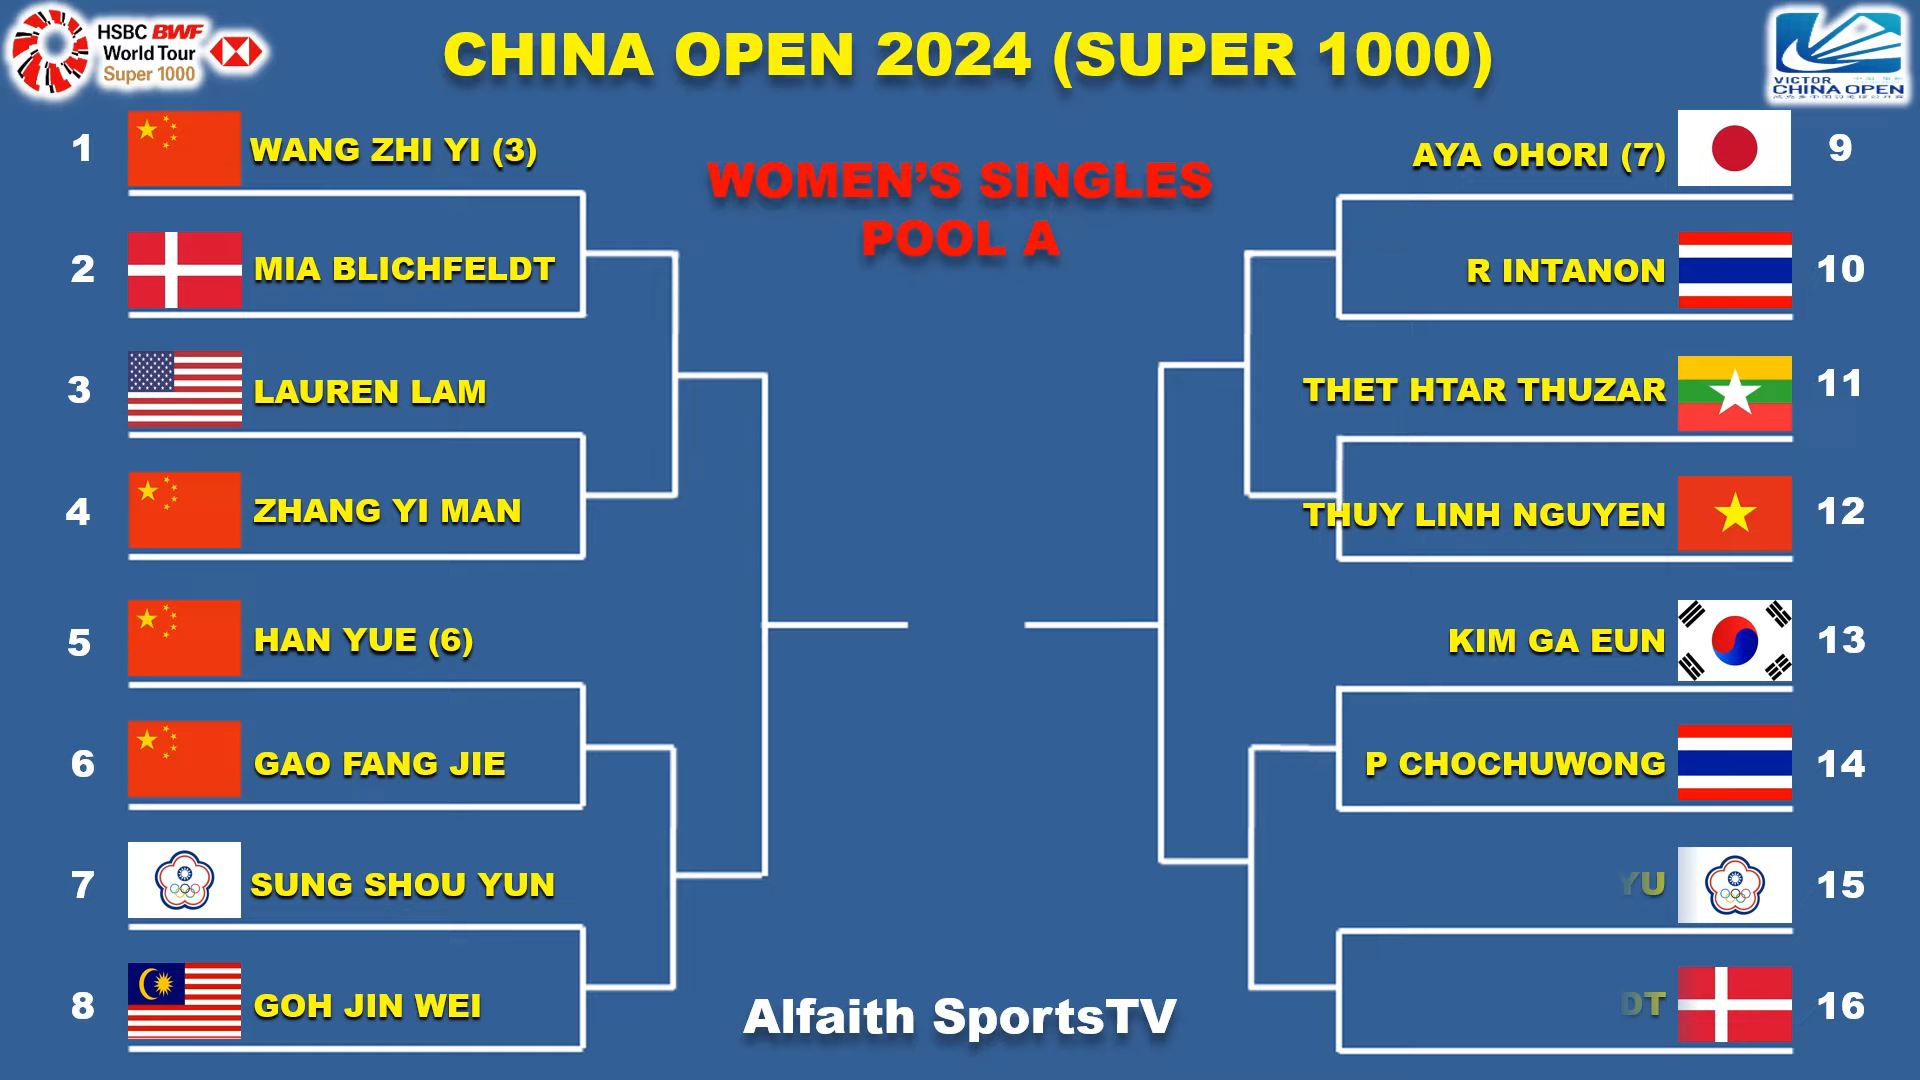 HSBC BWF
World Tour
Super 1000
CHINA OPEN 2024 (SUPER 1000)
VICTOR
CHINA OPEN
WOMEN'S SINGLES
POOL A
1 WANG ZHI YI (3)
2 MIA BLICHFELDT
3 LAUREN LAM
4 ZHANG YI MAN
5 HAN YUE (6)
6 GAO FANG JIE
7 SUNG SHOU YUN
8 GOH JIN WEI
AYA OHORI (7) 9
R INTANON 10
THET HTAR THUZAR 11
THUY LINH NGUYEN 12
KIM GA EUN 13
P CHOCHUWONG 14
YU 15
DT 16
Alfaith SportsTV